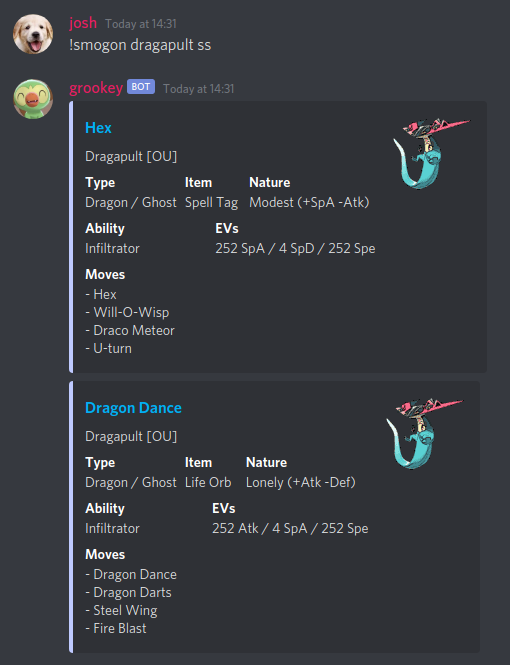 josh Today at 14:31
!smogon dragapult ss
grookey BOT Today at 14:31
Hex
Dragapult [OU]
Type Item Nature
Dragon / Ghost Spell Tag Modest (+SpA -Atk)
Ability EVs
Infiltrator 252 SpA / 4 SpD / 252 Spe
Moves
- Hex
- Will-O-Wisp
- Draco Meteor
- U-turn
Dragon Dance
Dragapult [OU]
Type Item Nature
Dragon / Ghost Life Orb Lonely (+Atk -Def)
Ability EVs
Infiltrator 252 Atk / 4 SpA / 252 Spe
Moves
- Dragon Dance
- Dragon Darts
- Steel Wing
- Fire Blast